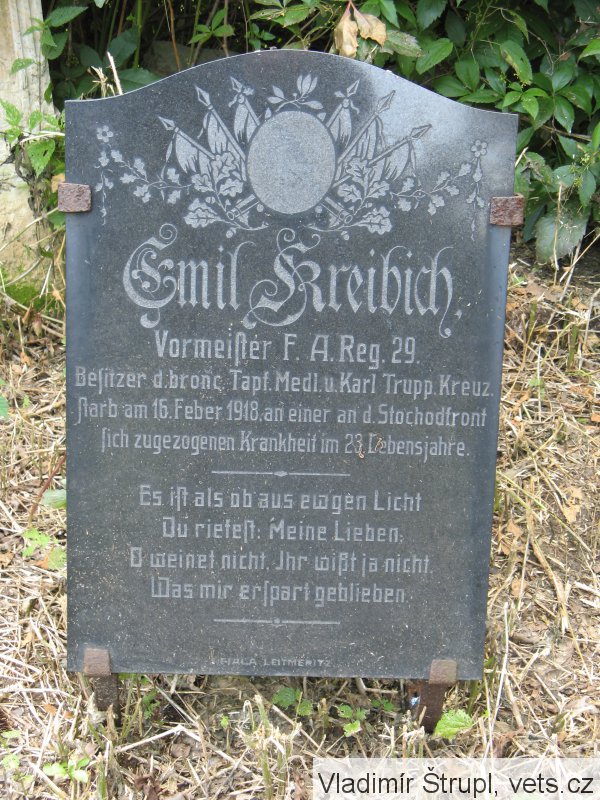 Emil Kreibich,
Vormeiſter F. A. Reg. 29.
Beſitzer d. bronc. Tapf. Medl. u. Karl Trupp. Kreuz.
ſtarb am 16. Feber 1918. an einer an d. Stochodfront
ſich zugezogenen Krankheit im 23. Lebensjahre.
Es iſt als ob aus ewgen Licht
Du riefeſt: Meine Lieben;
O weinet nicht, Ihr wißt ja nicht,
Was mir erſpart geblieben.
FIALA LEITMERITZ
Vladimír Štrupl, vets.cz